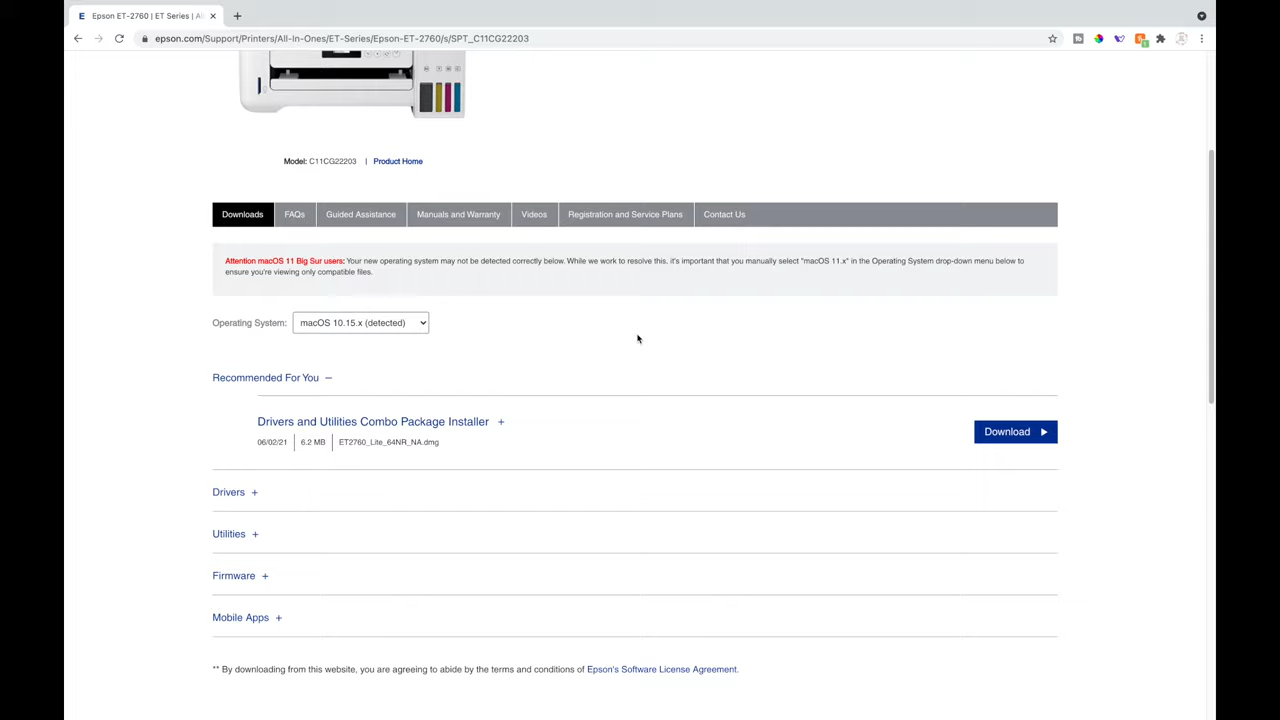 Epson ET-2760 | ET Series | Al
epson.com/Support/Printers/All-In-Ones/ET-Series/Epson-ET-2760/s/SPT_C11CG22203
Model: C11CG22203 | Product Home
Downloads FAQs Guided Assistance Manuals and Warranty Videos Registration and Service Plans Contact Us
Attention macOS 11 Big Sur users: Your new operating system may not be detected correctly below. While we work to resolve this, it's important that you manually select "macOS 11.x" in the Operating System drop-down menu below to
ensure you're viewing only compatible files.
Operating System: macOS 10.15.x (detected)
Recommended For You –
Drivers and Utilities Combo Package Installer +
06/02/21 | 6.2 MB | ET2760_Lite_64NR_NA.dmg
Download
Drivers +
Utilities +
Firmware +
Mobile Apps +
** By downloading from this website, you are agreeing to abide by the terms and conditions of Epson's Software License Agreement.